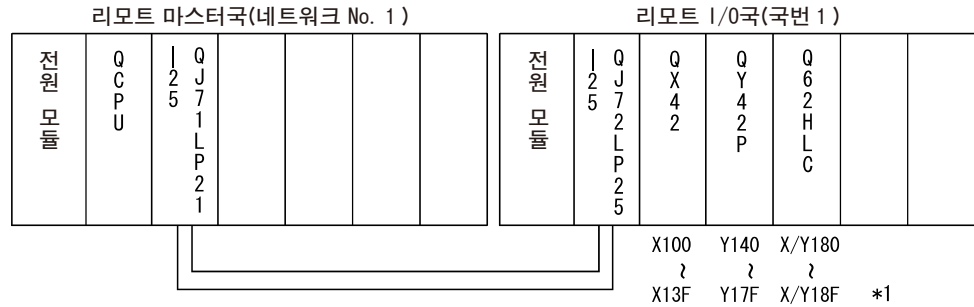 리모트 마스터국(네트워크 No. 1)
리모트 I/O국(국번 1)
전원 모듈
QCPU
QJ71LP21
-25
전원 모듈
QJ72LP25
-25
QX42
QY42P
Q62HLC
X100
~
X13F
Y140
~
Y17F
X/Y180
~
X/Y18F
*1